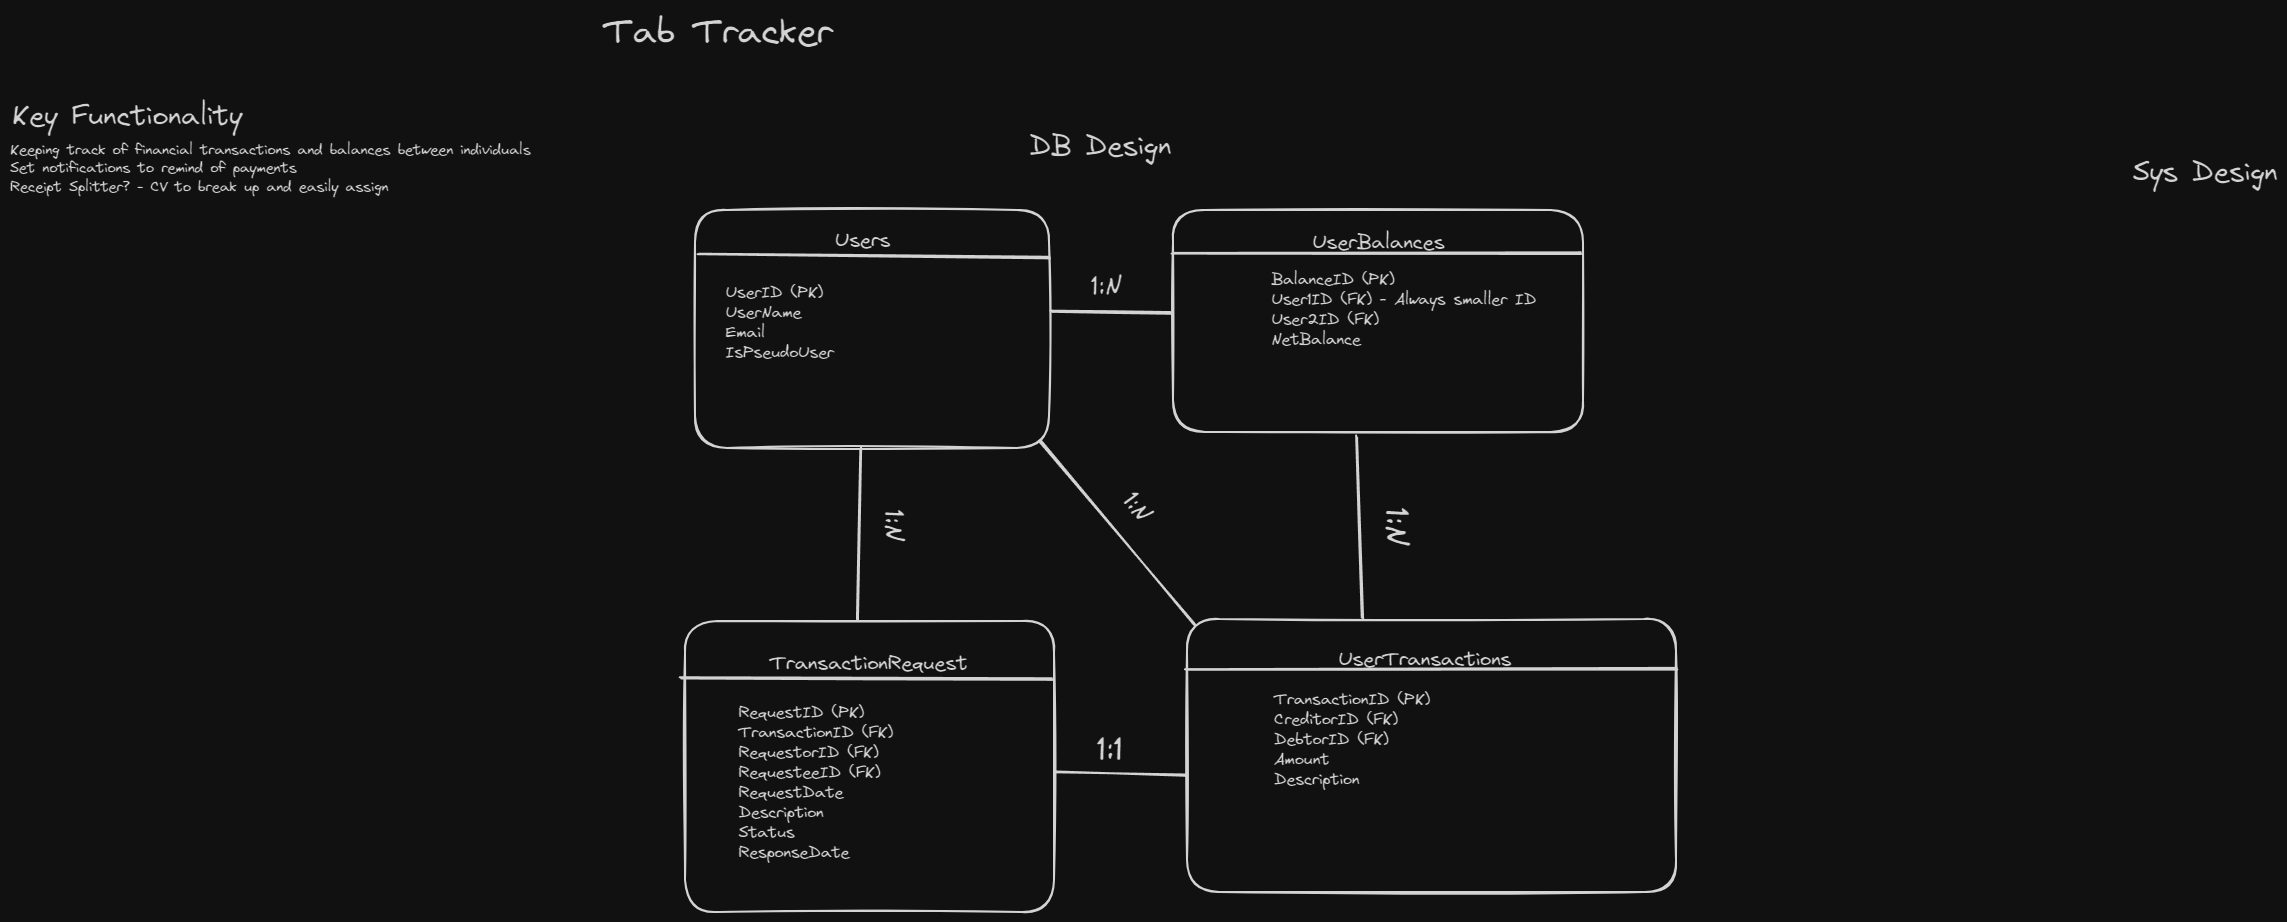 Tab Tracker
Key Functionality
Keeping track of financial transactions and balances between individuals
Set notifications to remind of payments
Receipt Splitter? - CV to break up and easily assign
DB Design
Sys Design
Users
UserID (PK)
UserName
Email
IsPseudoUser
1:N
UserBalances
BalanceID (PK)
User1ID (FK) - Always smaller ID
User2ID (FK)
NetBalance
1:N
1:N
1:N
TransactionRequest
RequestID (PK)
TransactionID (FK)
RequestorID (FK)
RequesteeID (FK)
RequestDate
Description
Status
ResponseDate
1:1
UserTransactions
TransactionID (PK)
CreditorID (FK)
DebtorID (FK)
Amount
Description